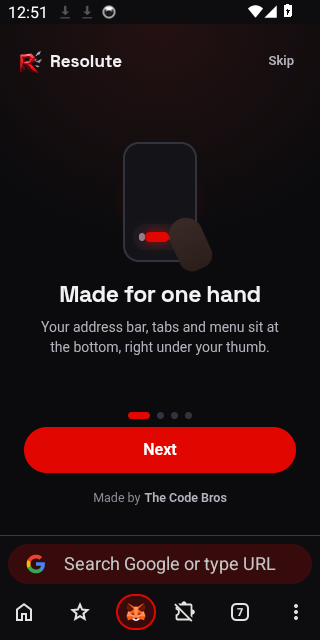 12:51
Resolute
Skip
Made for one hand
Your address bar, tabs and menu sit at
the bottom, right under your thumb.
Next
Made by The Code Bros
Search Google or type URL
7